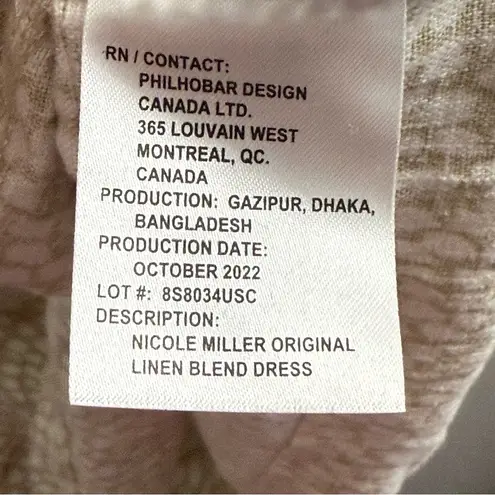 RN / CONTACT:
PHILHOBAR DESIGN
CANADA LTD.
365 LOUVAIN WEST
MONTREAL, QC.
CANADA
PRODUCTION: GAZIPUR, DHAKA,
BANGLADESH
PRODUCTION DATE:
OCTOBER 2022
LOT #: 8S8034USC
DESCRIPTION:
NICOLE MILLER ORIGINAL
LINEN BLEND DRESS